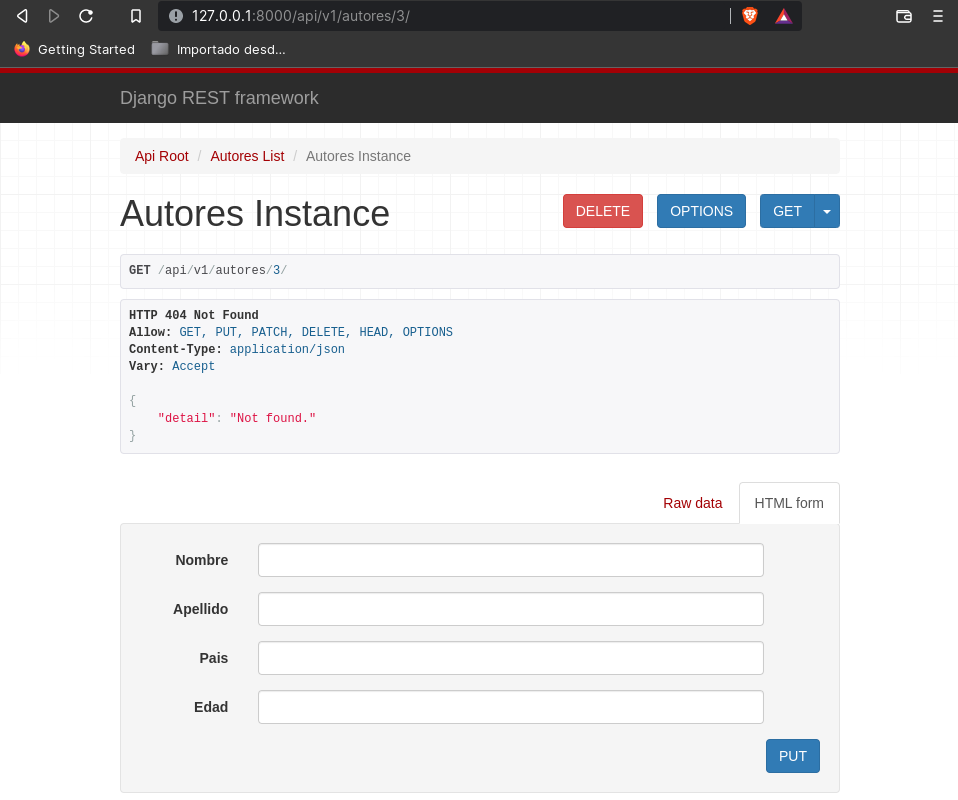 127.0.0.1:8000/api/v1/autores/3/
Getting Started Importado desd...
Django REST framework
Api Root / Autores List / Autores Instance
Autores Instance DELETE OPTIONS GET
GET /api/v1/autores/3/
HTTP 404 Not Found
Allow: GET, PUT, PATCH, DELETE, HEAD, OPTIONS
Content-Type: application/json
Vary: Accept
{
"detail": "Not found."
}
Raw data HTML form
Nombre
Apellido
Pais
Edad
PUT